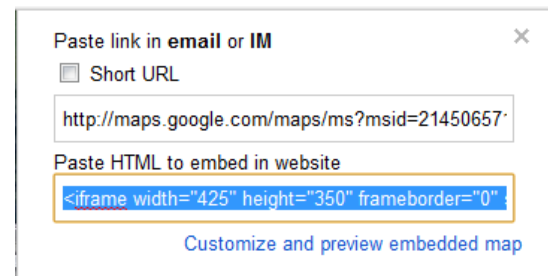 Paste link in email or IM
Short URL
http://maps.google.com/maps/ms?msid=21450657
Paste HTML to embed in website
<iframe width="425" height="350" frameborder="0"
Customize and preview embedded map